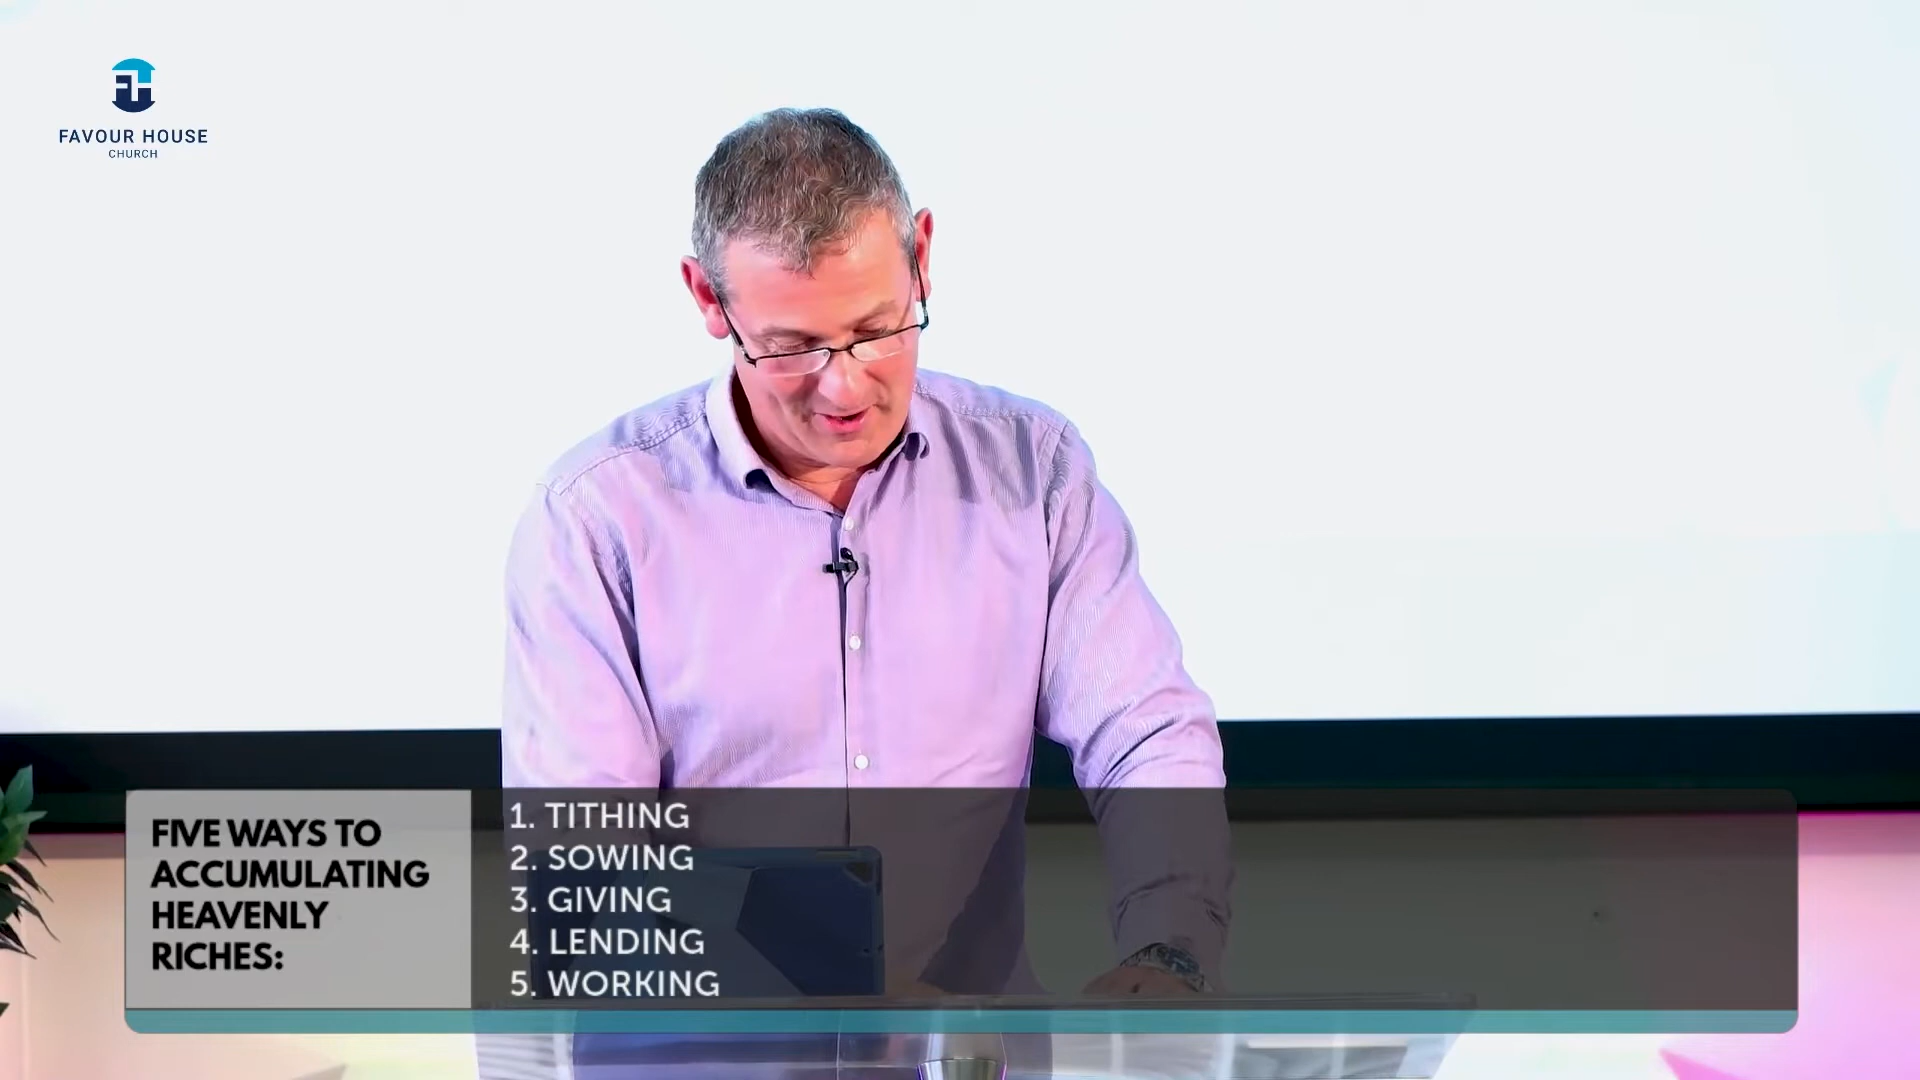 FAVOUR HOUSE
CHURCH
FIVE WAYS TO
ACCUMULATING
HEAVENLY
RICHES:
1. TITHING
2. SOWING
3. GIVING
4. LENDING
5. WORKING